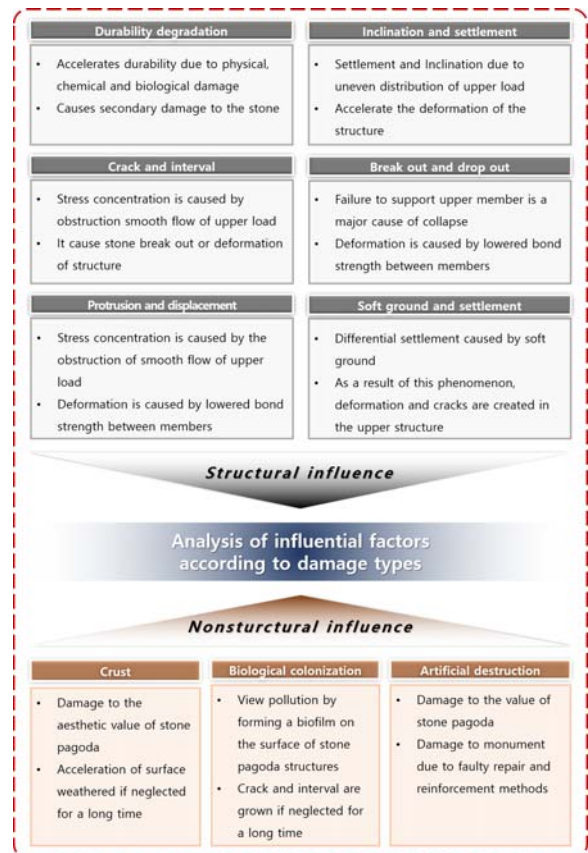 Durability degradation
• Accelerates durability due to physical,
chemical and biological damage
• Causes secondary damage to the stone
Inclination and settlement
• Settlement and Inclination due to
uneven distribution of upper load
• Accelerate the deformation of the
structure
Crack and interval
• Stress concentration is caused by
obstruction smooth flow of upper load
• It cause stone break out or deformation
of structure
Break out and drop out
• Failure to support upper member is a
major cause of collapse
• Deformation is caused by lowered bond
strength between members
Protrusion and displacement
• Stress concentration is caused by the
obstruction of smooth flow of upper
load
• Deformation is caused by lowered bond
strength between members
Soft ground and settlement
• Differential settlement caused by soft
ground
• As a result of this phenomenon,
deformation and cracks are created in
the upper structure
Structural influence
Analysis of influential factors
according to damage types
Nonsturctural influence
Crust
• Damage to the
aesthetic value of stone
pagoda
• Acceleration of surface
weathered if neglected
for a long time
Biological colonization
• View pollution by
forming a biofilm on
the surface of stone
pagoda structures
• Crack and interval are
grown if neglected for
a long time
Artificial destruction
• Damage to the value of
stone pagoda
• Damage to monument
due to faulty repair and
reinforcement methods